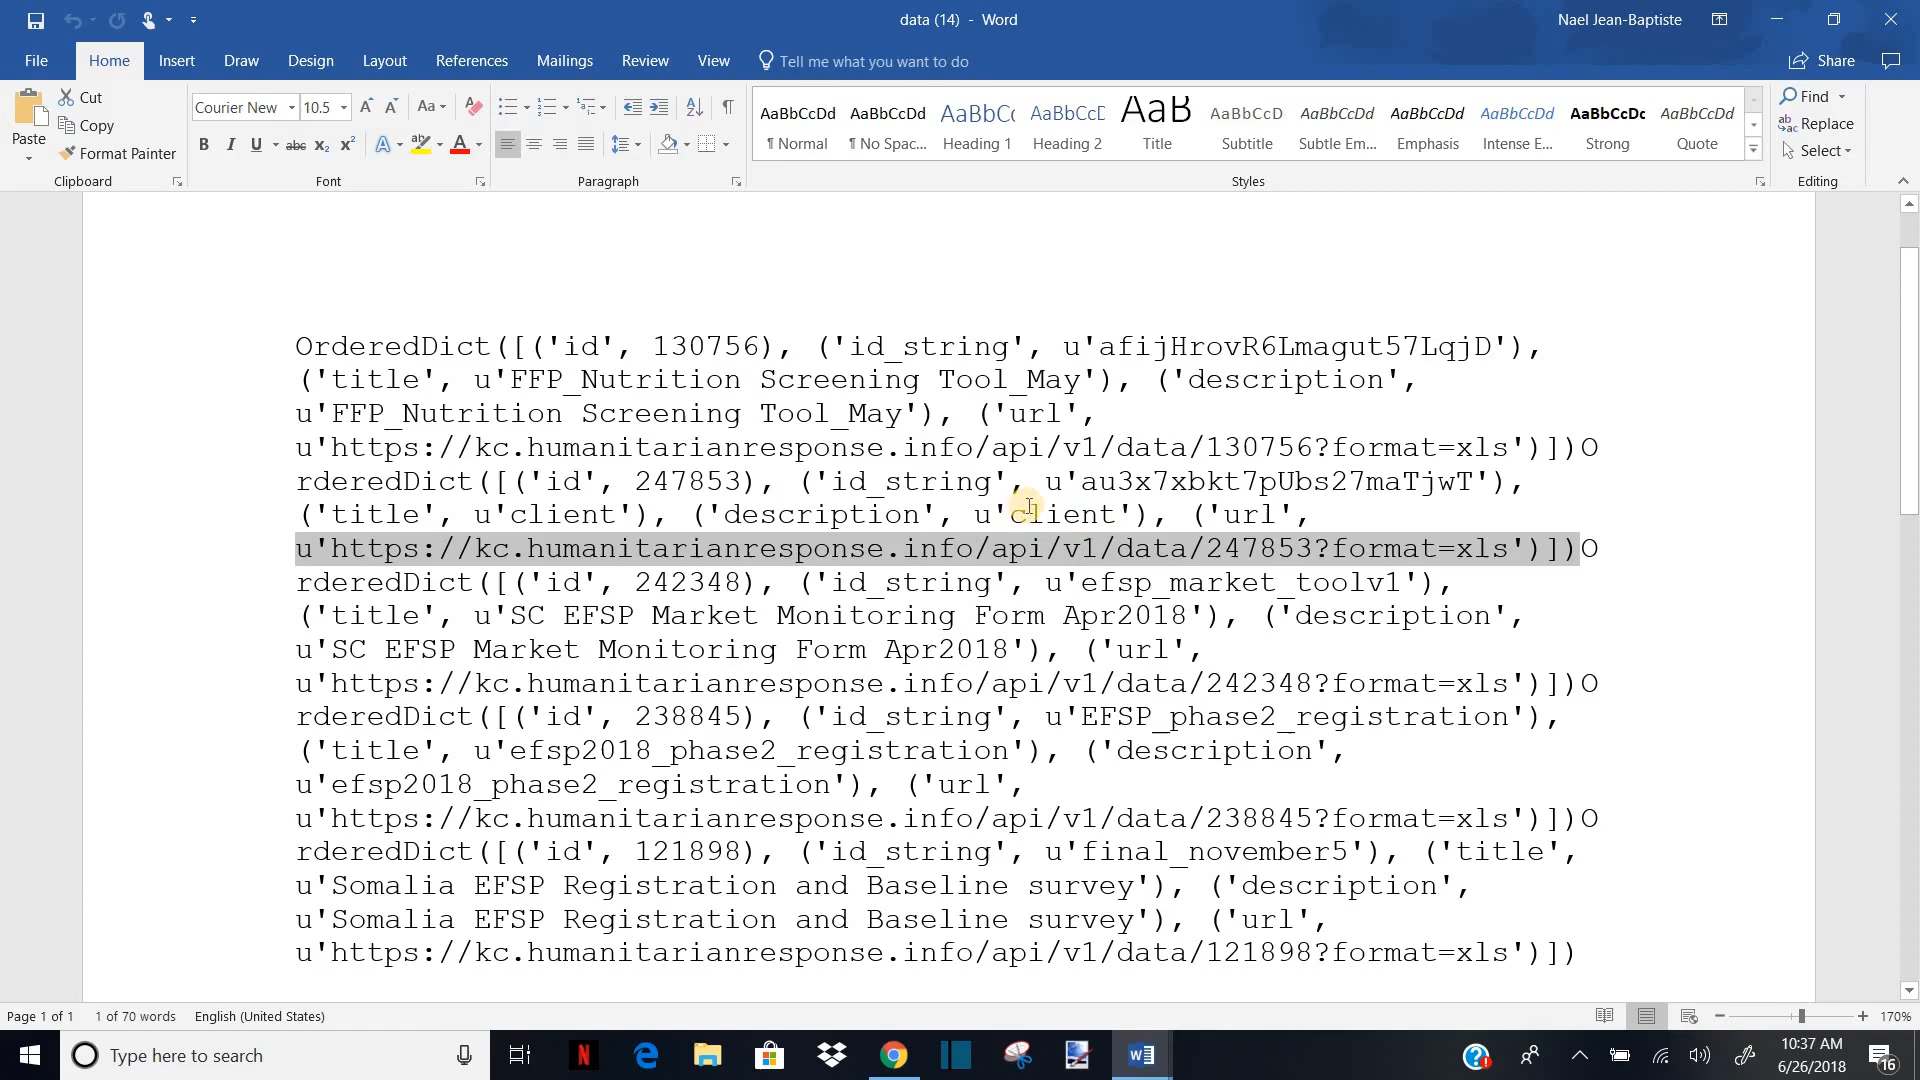 data (14) - Word
Nael Jean-Baptiste
File Home Insert Draw Design Layout References Mailings Review View Tell me what you want to do Share
Paste
Cut
Copy
Format Painter
Clipboard
Courier New 10.5
Font
Paragraph
AaBbCcDd AaBbCcDd AaBbC AaBbCcD AaB AaBbCcD AaBbCcDd AaBbCcDd AaBbCcDd AaBbCcDc AaBbCcDd
¶ Normal ¶ No Spac... Heading 1 Heading 2 Title Subtitle Subtle Em... Emphasis Intense E... Strong Quote
Styles
Find
Replace
Select
Editing
OrderedDict([('id', 130756), ('id_string', u'afijHrovR6Lmagut57LqjD'),
('title', u'FFP_Nutrition Screening Tool_May'), ('description',
u'FFP_Nutrition Screening Tool_May'), ('url',
u'https://kc.humanitarianresponse.info/api/v1/data/130756?format=xls')])O
rderedDict([('id', 247853), ('id_string', u'au3x7xbkt7pUbs27maTjwT'),
('title', u'client'), ('description', u'client'), ('url',
u'https://kc.humanitarianresponse.info/api/v1/data/247853?format=xls')])O
rderedDict([('id', 242348), ('id_string', u'efsp_market_toolv1'),
('title', u'SC EFSP Market Monitoring Form Apr2018'), ('description',
u'SC EFSP Market Monitoring Form Apr2018'), ('url',
u'https://kc.humanitarianresponse.info/api/v1/data/242348?format=xls')])O
rderedDict([('id', 238845), ('id_string', u'EFSP_phase2_registration'),
('title', u'efsp2018_phase2_registration'), ('description',
u'efsp2018_phase2_registration'), ('url',
u'https://kc.humanitarianresponse.info/api/v1/data/238845?format=xls')])O
rderedDict([('id', 121898), ('id_string', u'final_november5'), ('title',
u'Somalia EFSP Registration and Baseline survey'), ('description',
u'Somalia EFSP Registration and Baseline survey'), ('url',
u'https://kc.humanitarianresponse.info/api/v1/data/121898?format=xls')])
Page 1 of 1 1 of 70 words English (United States) 170%
Type here to search
10:37 AM
6/26/2018
16